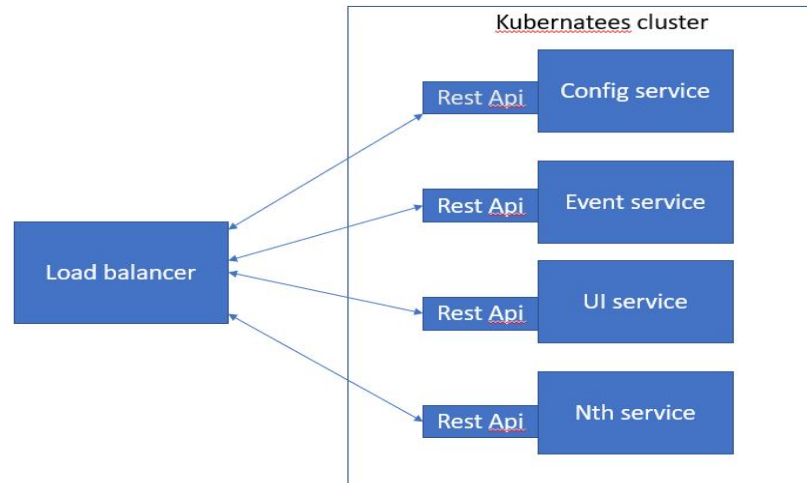 Kubernatees cluster
Rest Api
Config service
Rest Api
Event service
Load balancer
Rest Api
UI service
Rest Api
Nth service